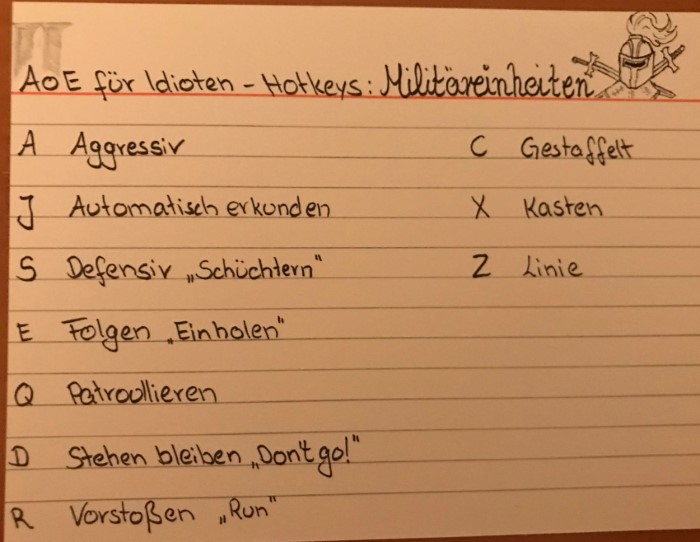 AoE für Idioten - Hotkeys: Militäreinheiten
A Aggressiv
J Automatisch erkunden
S Defensiv „Schüchtern"
E Folgen „Einholen"
Q Patroullieren
D Stehen bleiben „Don't go!"
R Vorstoßen „Run"
C Gestaffelt
X Kasten
Z Linie